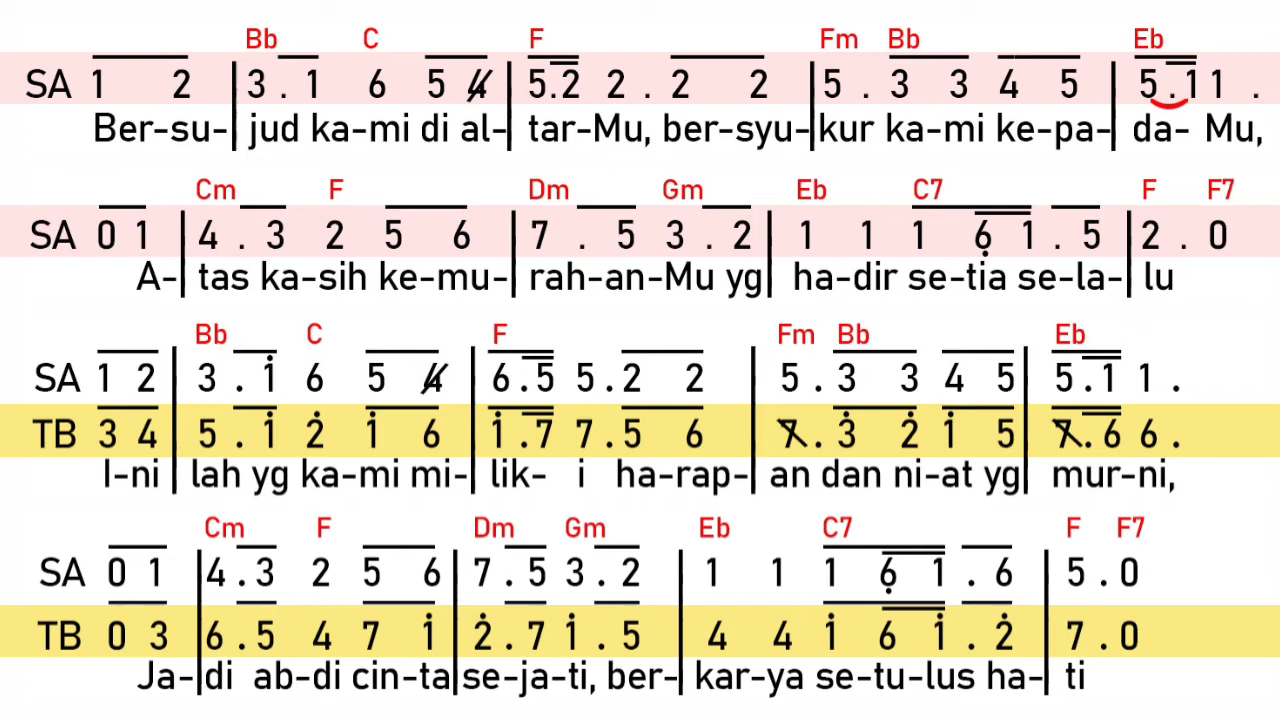 Bb C F Fm Bb Eb
SA 1 2 | 3 . 1 6 5 4̸ | 5 . 2 2 . 2 2 | 5 . 3 3 4 5 | 5 . 1 1 .
Ber-su-| jud ka-mi di al-| tar-Mu, ber-syu-| kur ka-mi ke-pa-| da- Mu,
Cm F Dm Gm Eb C7 F F7
SA 0 1 | 4 . 3 2 5 6 | 7 . 5 3 . 2 | 1 1 1 6̣ 1 . 5 | 2 . 0
A-| tas ka-sih ke-mu-| rah-an-Mu yg | ha-dir se-tia se-la-| lu
Bb C F Fm Bb Eb
SA 1 2 | 3 . 1̇ 6 5 4̸ | 6 . 5 5 . 2 2 | 5 . 3 3 4 5 | 5 . 1 1 .
TB 3 4 | 5 . 1̇ 2̇ 1̇ 6 | 1̇ . 7 7 . 5 6 | 7̸ . 3̇ 2̇ 1̇ 5 | 7̸ . 6 6 .
I-ni | lah yg ka-mi mi-| lik- i ha-rap-| an dan ni-at yg | mur-ni,
Cm F Dm Gm Eb C7 F F7
SA 0 1 | 4 . 3 2 5 6 | 7 . 5 3 . 2 | 1 1 1 6̣ 1 . 6 | 5 . 0
TB 0 3 | 6 . 5 4 7 1̇ | 2̇ . 7 1̇ . 5 | 4 4 1̇ 6 1̇ . 2̇ | 7 . 0
Ja-| di ab-di cin-ta | se-ja-ti, ber-| kar-ya se-tu-lus ha-| ti